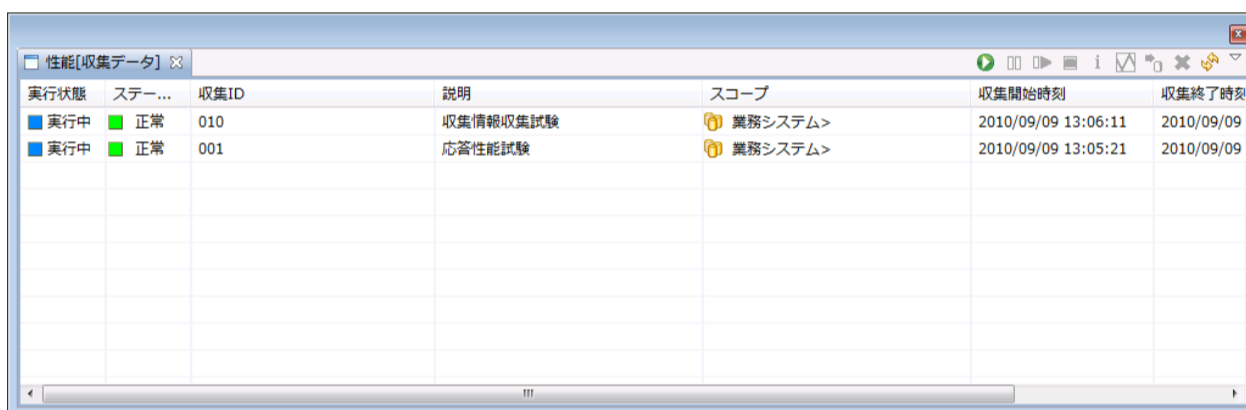 性能[収集データ]
実行状態 ステー... 収集ID 説明 スコープ 収集開始時刻 収集終了時刻
実行中 正常 010 収集情報収集試験 業務システム> 2010/09/09 13:06:11 2010/09/09
実行中 正常 001 応答性能試験 業務システム> 2010/09/09 13:05:21 2010/09/09